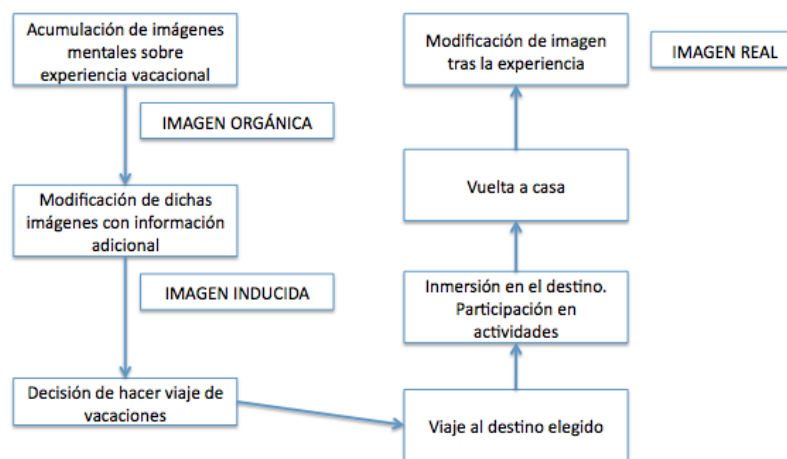 Acumulación de imágenes
mentales sobre
experiencia vacacional
IMAGEN ORGÁNICA
Modificación de dichas
imágenes con información
adicional
IMAGEN INDUCIDA
Decisión de hacer viaje de
vacaciones
Viaje al destino elegido
Inmersión en el destino.
Participación en
actividades
Vuelta a casa
Modificación de imagen
tras la experiencia
IMAGEN REAL